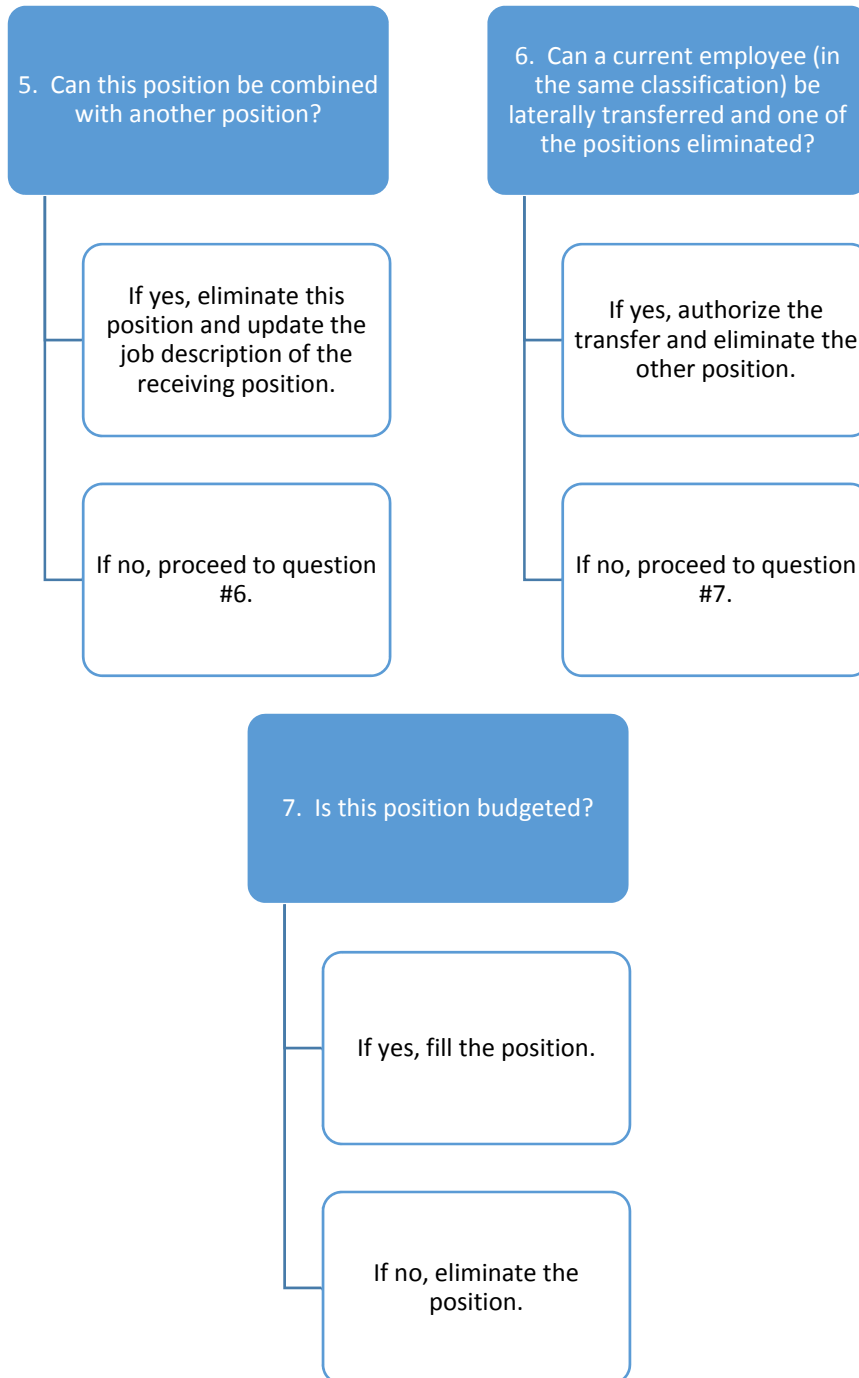 5. Can this position be combined
with another position?
If yes, eliminate this
position and update the
job description of the
receiving position.
If no, proceed to question
#6.
6. Can a current employee (in
the same classification) be
laterally transferred and one of
the positions eliminated?
If yes, authorize the
transfer and eliminate the
other position.
If no, proceed to question
#7.
7. Is this position budgeted?
If yes, fill the position.
If no, eliminate the
position.